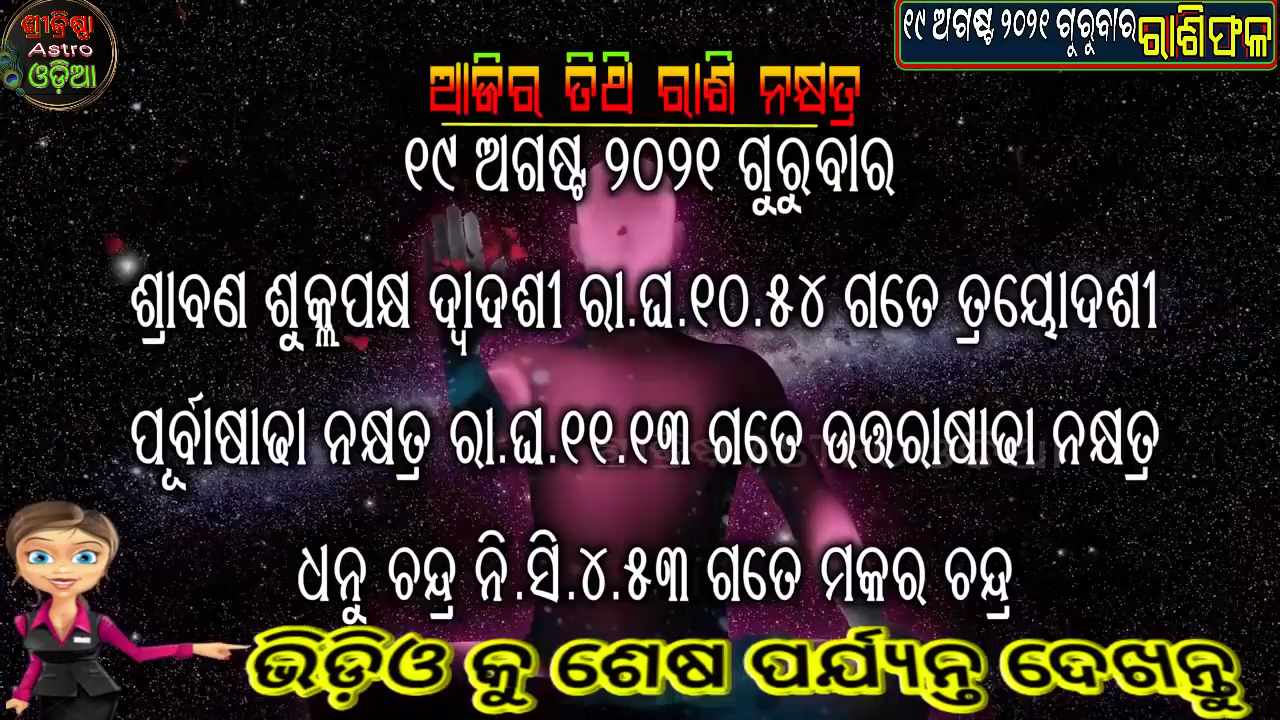 ଶ୍ରୀକ୍ରିଷ୍ଣା
Astro
ଓଡ଼ିଆ
୧୯ ଅଗଷ୍ଟ ୨୦୨୧ ଗୁରୁବାର ରାଶିଫଳ
ଆଜିର ତିଥି ରାଶି ନକ୍ଷତ୍ର
୧୯ ଅଗଷ୍ଟ ୨୦୨୧ ଗୁରୁବାର
ଶ୍ରାବଣ ଶୁକ୍ଳପକ୍ଷ ଦ୍ୱାଦଶୀ ରା.ଘ.୧୦.୫୪ ଗତେ ତ୍ରୟୋଦଶୀ
ପୂର୍ବାଷାଢା ନକ୍ଷତ୍ର ରା.ଘ.୧୧.୧୩ ଗତେ ଉତ୍ତରାଷାଢା ନକ୍ଷତ୍ର
ଧନୁ ଚନ୍ଦ୍ର ନି.ସି.୪.୫୩ ଗତେ ମକର ଚନ୍ଦ୍ର
ଭିଡ଼ିଓ କୁ ଶେଷ ପର୍ଯ୍ୟନ୍ତ ଦେଖନ୍ତୁ